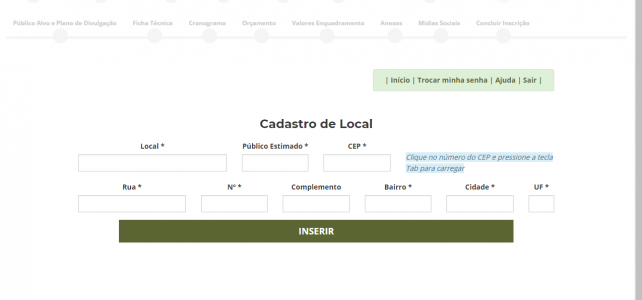 Público Alvo e Plano de Divulgação Ficha Técnica Cronograma Orçamento Valores Enquadramento Anexos Mídias Sociais Concluir Inscrição
| Início | Trocar minha senha | Ajuda | Sair |
Cadastro de Local
Local * Público Estimado * CEP *
Clique no número do CEP e pressione a tecla
Tab para carregar
Rua * Nº * Complemento Bairro * Cidade * UF *
INSERIR